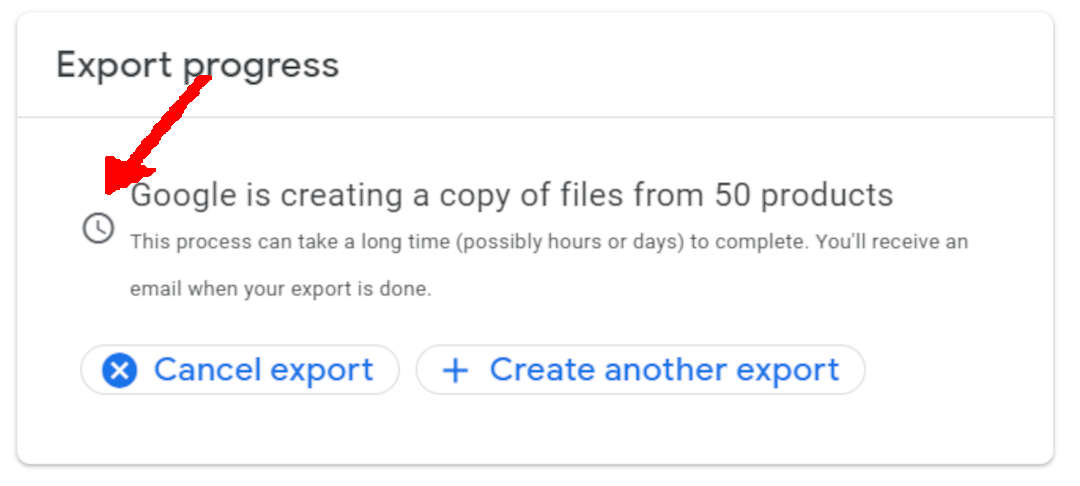 Export progress
Google is creating a copy of files from 50 products
This process can take a long time (possibly hours or days) to complete. You'll receive an
email when your export is done.
Cancel export
Create another export